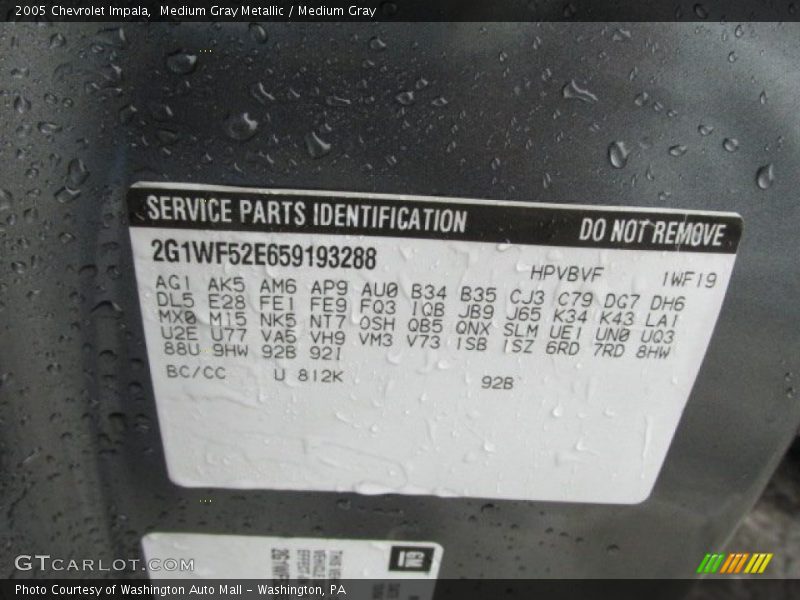 2005 Chevrolet Impala, Medium Gray Metallic / Medium Gray
SERVICE PARTS IDENTIFICATION DO NOT REMOVE
2G1WF52E659193288 HPVBVF 1WF19
AG1 AK5 AM6 AP9 AU0 B34 B35 CJ3 C79 DG7 DH6
DL5 E28 FE1 FE9 FQ3 IQB JB9 J65 K34 K43 LA1
MX0 M15 NK5 NT7 OSH QB5 QNX SLM UE1 UN0 UQ3
U2E U77 VA5 VH9 VM3 V73 1SB 1SZ 6RD 7RD 8HW
88U 9HW 92B 92I
BC/CC U 812K 92B
GM
GTCARLOT.COM
Photo Courtesy of Washington Auto Mall - Washington, PA